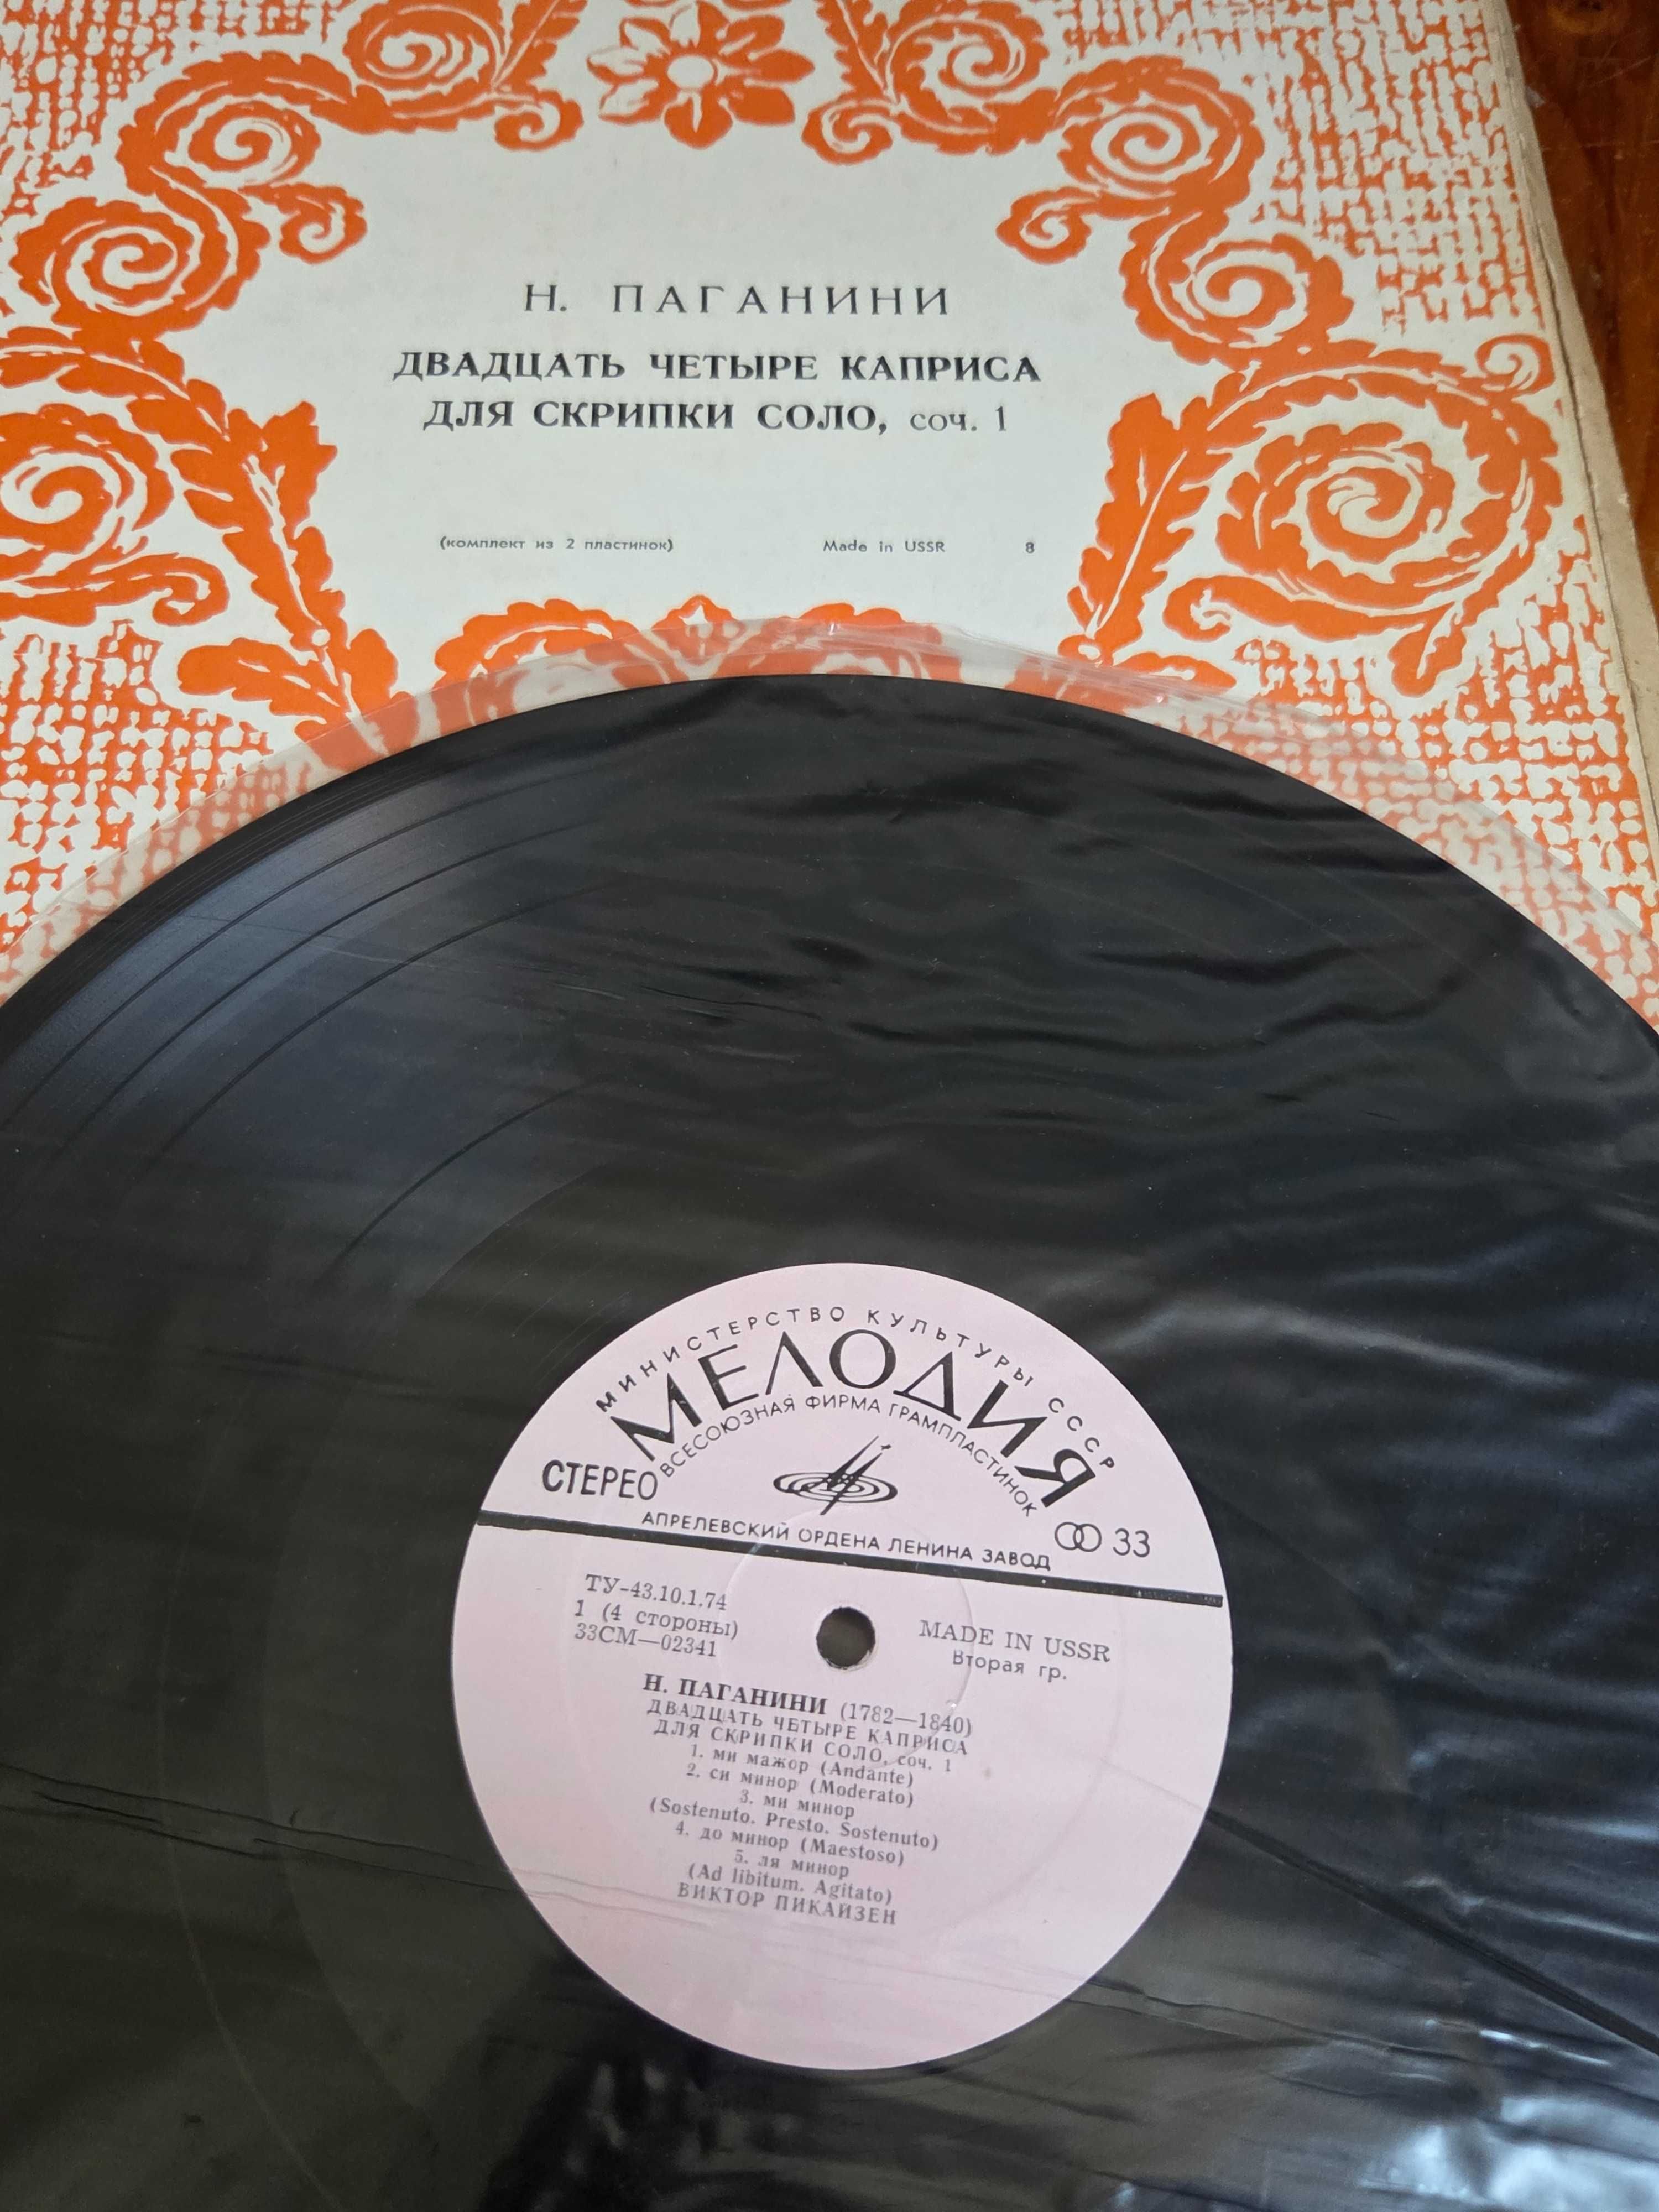 Н. ПАГАНИНИ
ДВАДЦАТЬ ЧЕТЫРЕ КАПРИСА
ДЛЯ СКРИПКИ СОЛО, соч. 1
(комплект из 2 пластинок) Made in USSR 8
МИНИСТЕРСТВО КУЛЬТУРЫ СССР
МЕЛОДИЯ
ВСЕСОЮЗНАЯ ФИРМА ГРАМПЛАСТИНОК
СТЕРЕО
33
АПРЕЛЕВСКИЙ ОРДЕНА ЛЕНИНА ЗАВОД
ТУ-43.10.1.74
1 (4 стороны)
33СМ—02341
MADE IN USSR
Вторая гр.
Н. ПАГАНИНИ (1782—1840)
ДВАДЦАТЬ ЧЕТЫРЕ КАПРИСА
ДЛЯ СКРИПКИ СОЛО, соч. 1
1. ми мажор (Andante)
2. си минор (Moderato)
3. ми минор
(Sostenuto. Presto. Sostenuto)
4. до минор (Maestoso)
5. ля минор
(Ad libitum. Agitato)
ВИКТОР ПИКАЙЗЕН